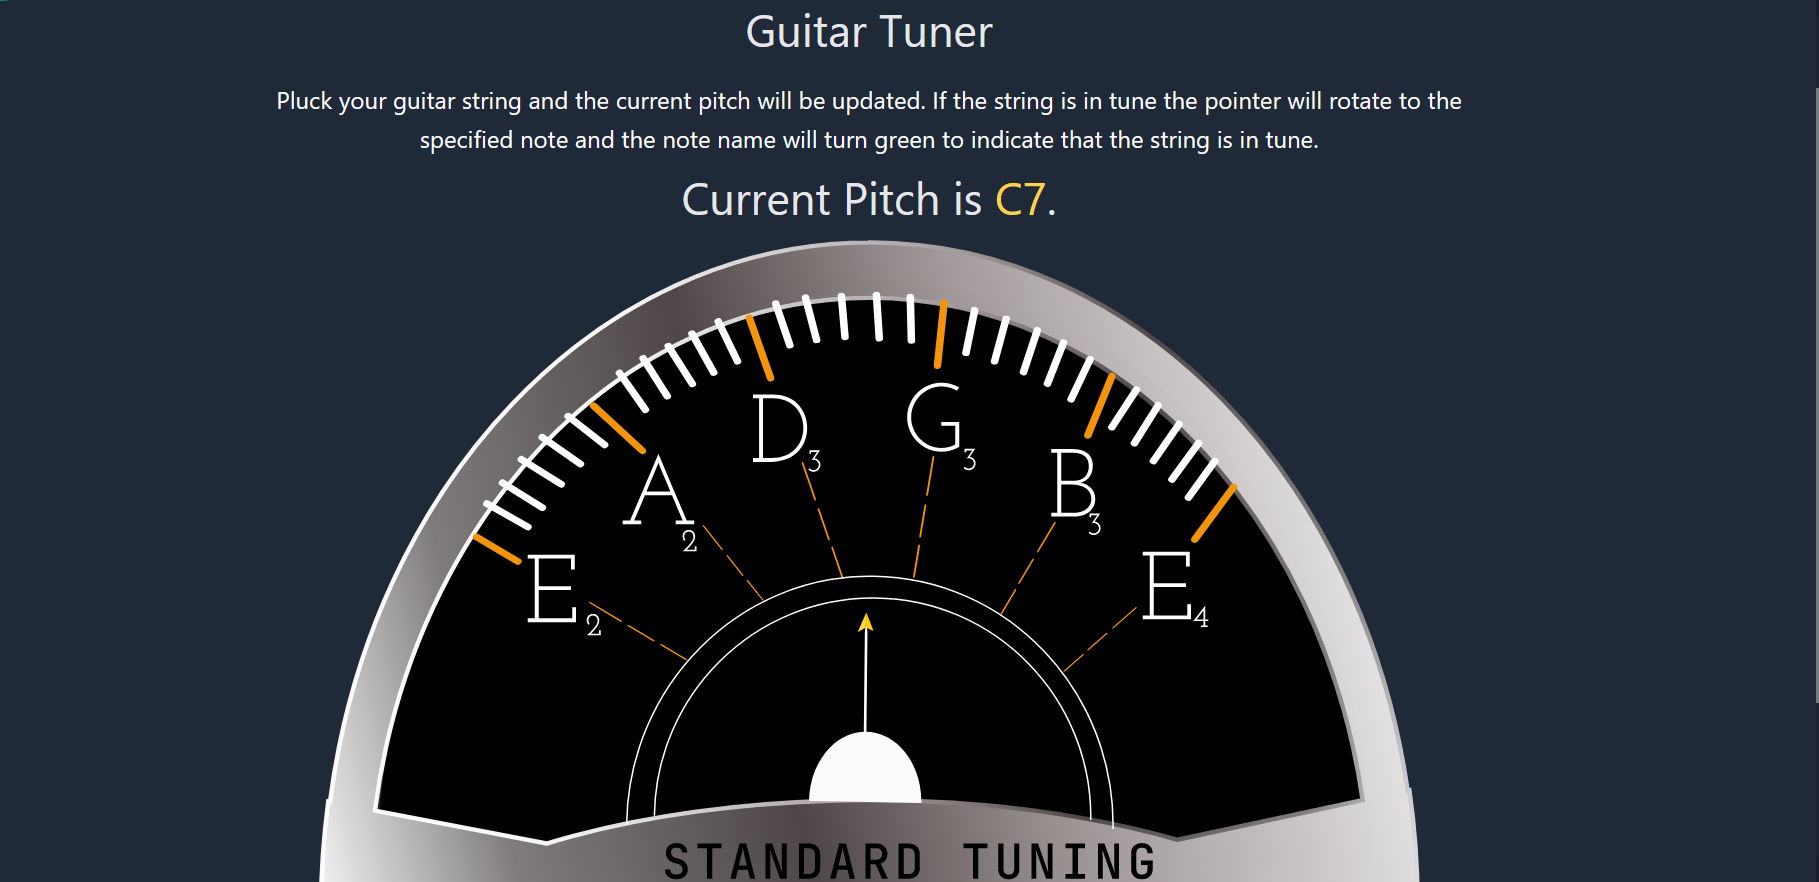 Guitar Tuner
Pluck your guitar string and the current pitch will be updated. If the string is in tune the pointer will rotate to the
specified note and the note name will turn green to indicate that the string is in tune.
Current Pitch is C7.
E2
A2
D3
G3
B3
E4
STANDARD TUNING